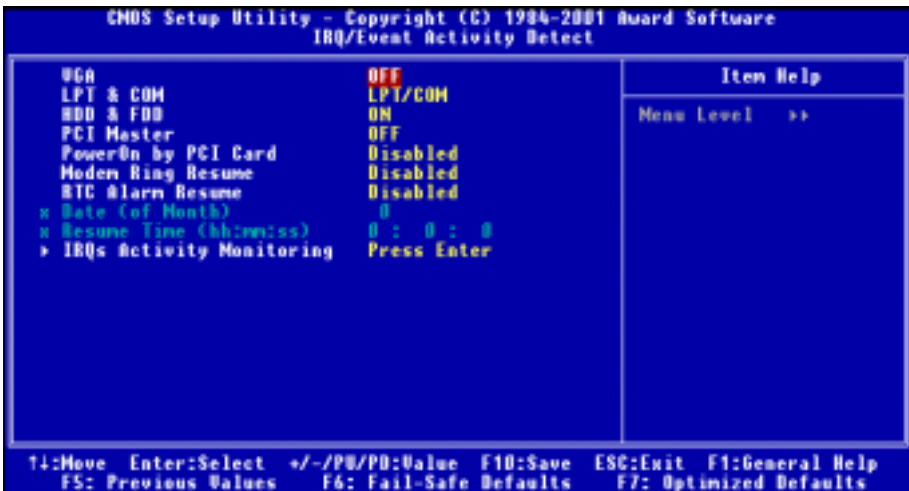 CMOS Setup Utility - Copyright (C) 1984-2001 Award Software
IRQ/Event Activity Detect
VGA OFF
LPT & COM LPT/COM
HDD & FDD ON
PCI Master OFF
PowerOn by PCI Card Disabled
Modem Ring Resume Disabled
RTC Alarm Resume Disabled
x Date (of Month) 0
x Resume Time (hh:mm:ss) 0 : 0 : 0
▸ IRQs Activity Monitoring Press Enter
Item Help
Menu Level ▸▸
↑↓:Move Enter:Select +/-/PU/PD:Value F10:Save ESC:Exit F1:General Help
F5: Previous Values F6: Fail-Safe Defaults F7: Optimized Defaults